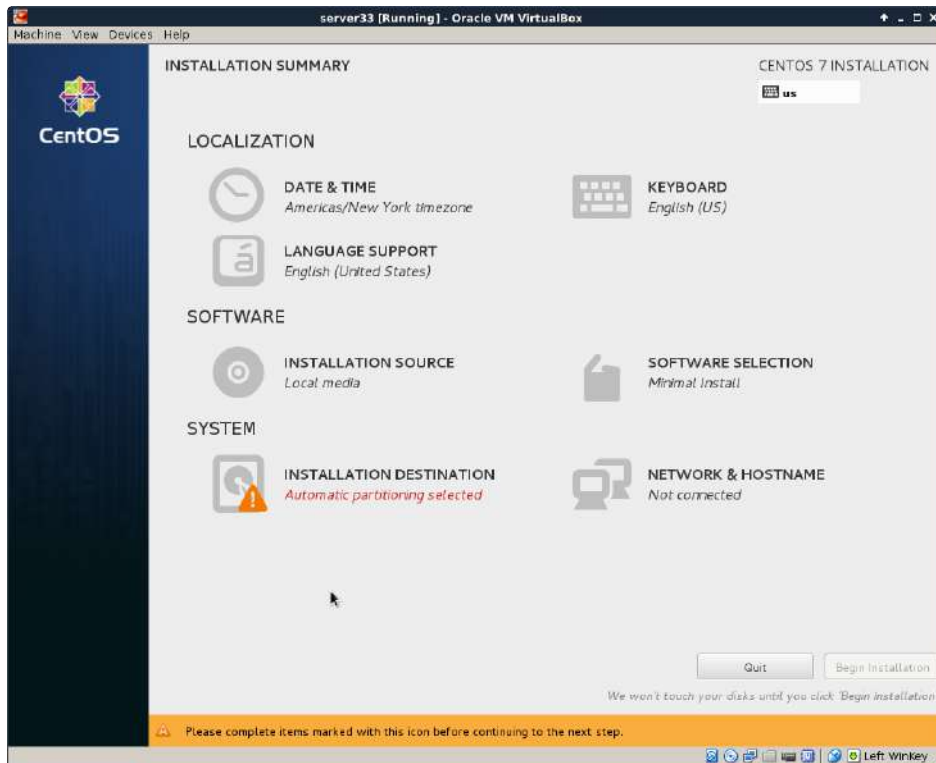 server33 [Running] - Oracle VM VirtualBox
Machine View Devices Help
INSTALLATION SUMMARY
CENTOS 7 INSTALLATION
us
CentOS
LOCALIZATION
DATE & TIME
Americas/New York timezone
KEYBOARD
English (US)
LANGUAGE SUPPORT
English (United States)
SOFTWARE
INSTALLATION SOURCE
Local media
SOFTWARE SELECTION
Minimal Install
SYSTEM
INSTALLATION DESTINATION
Automatic partitioning selected
NETWORK & HOSTNAME
Not connected
Quit
Begin Installation
We won't touch your disks until you click 'Begin Installation
Please complete items marked with this icon before continuing to the next step.
Left WinKey